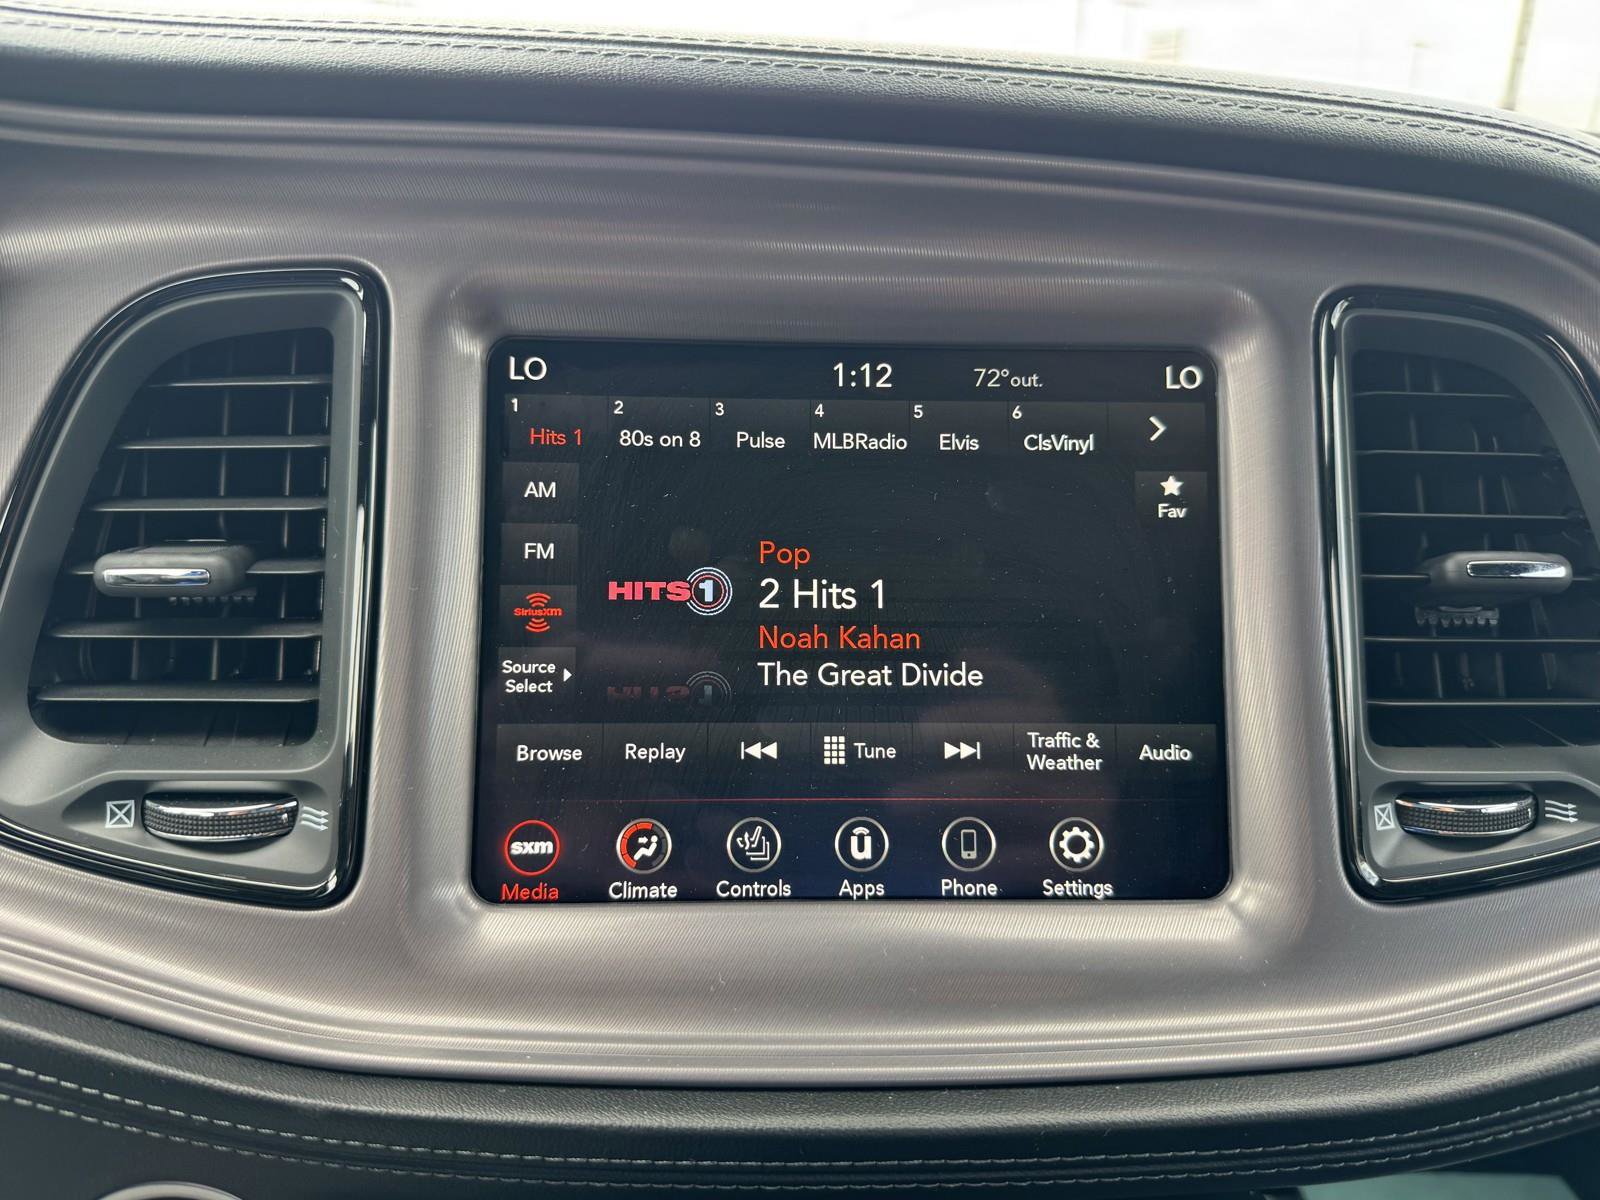 LO
1:12
72°out.
LO
1
Hits 1
2
80s on 8
3
Pulse
4
MLBRadio
5
Elvis
6
ClsVinyl
AM
Fav
FM
Pop
HITS 1
2 Hits 1
SiriusXM
Noah Kahan
Source
Select
The Great Divide
Browse
Replay
Tune
Traffic &
Weather
Audio
sxm
Media
Climate
Controls
Apps
Phone
Settings